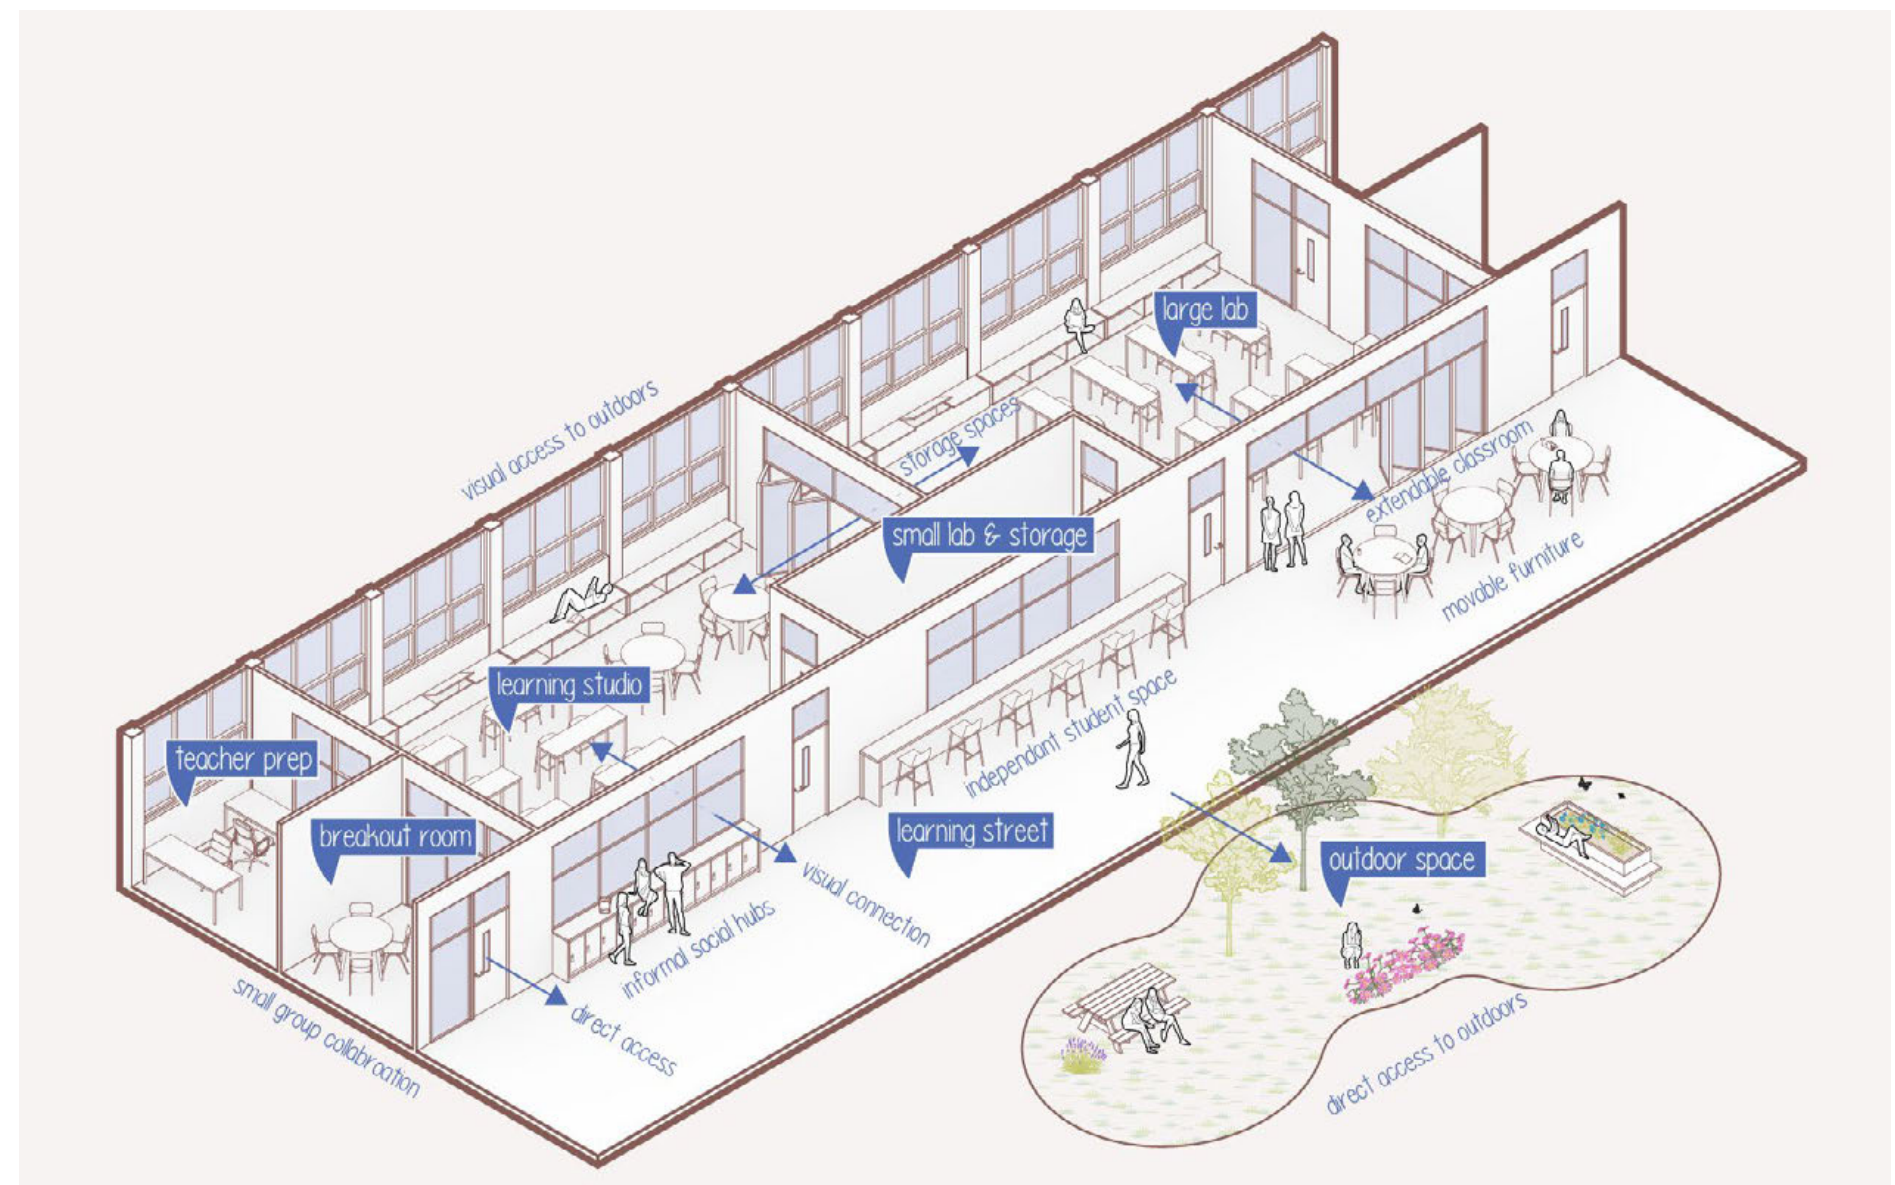 visual access to outdoors
large lab
storage spaces
extendable classroom
small lab & storage
movable furniture
learning studio
independant student space
teacher prep
breakout room
learning street
outdoor space
visual connection
informal social hubs
direct access
small group collabroation
direct access to outdoors